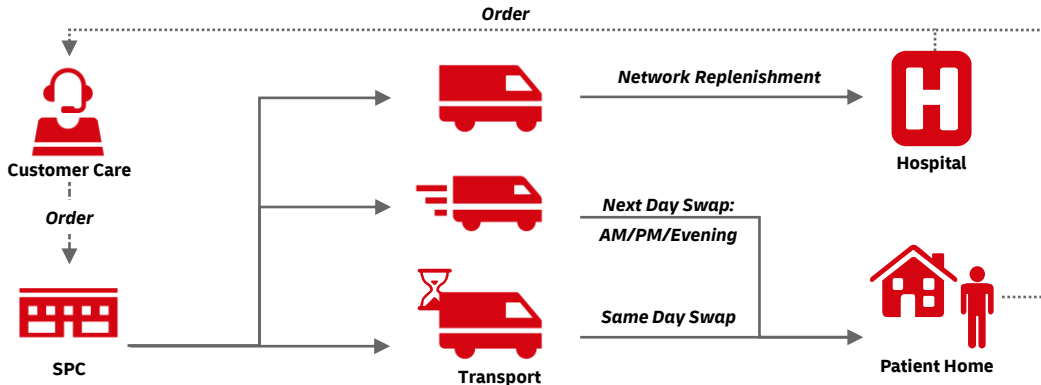 Order
Network Replenishment
H
Customer Care
Hospital
Order
Next Day Swap:
AM/PM/Evening
Same Day Swap
SPC
Transport
Patient Home